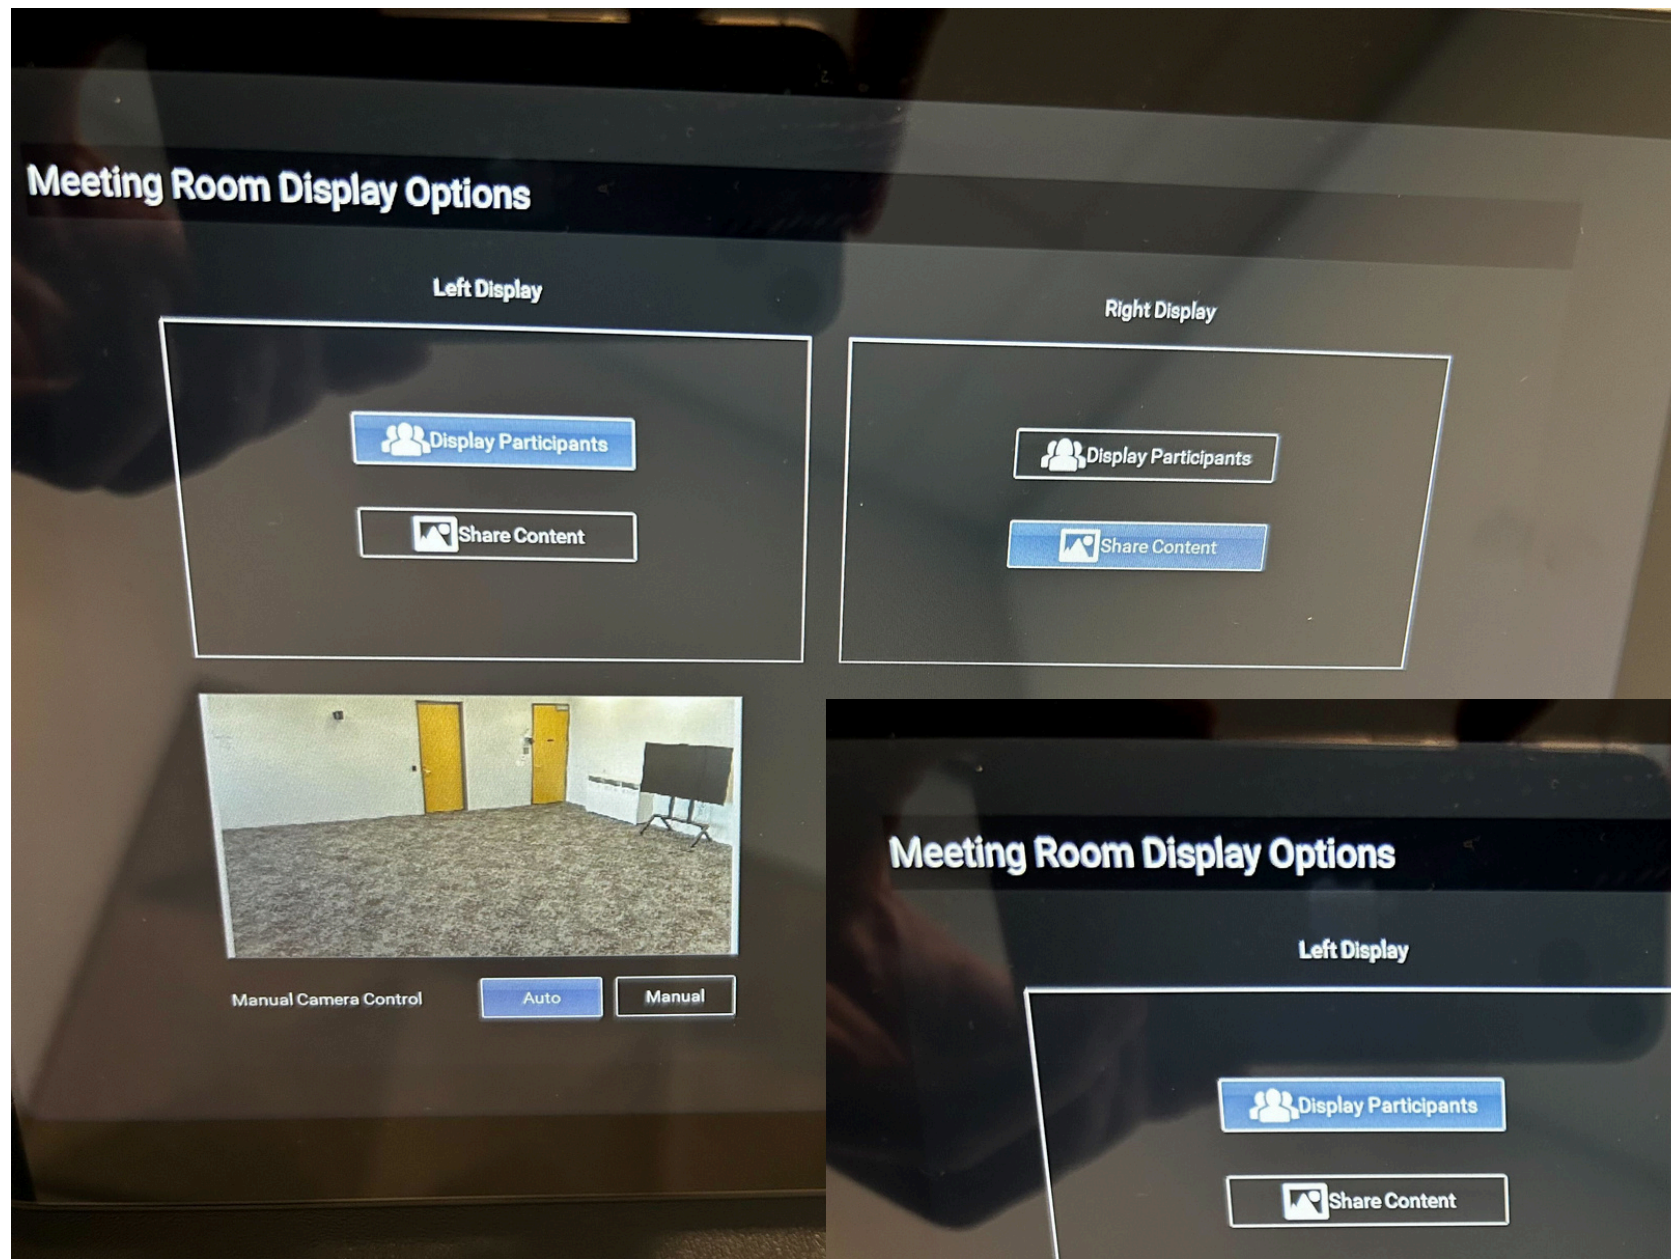 Meeting Room Display Options
Left Display
Right Display
Display Participants
Share Content
Display Participants
Share Content
Manual Camera Control
Auto
Manual
Meeting Room Display Options
Left Display
Display Participants
Share Content